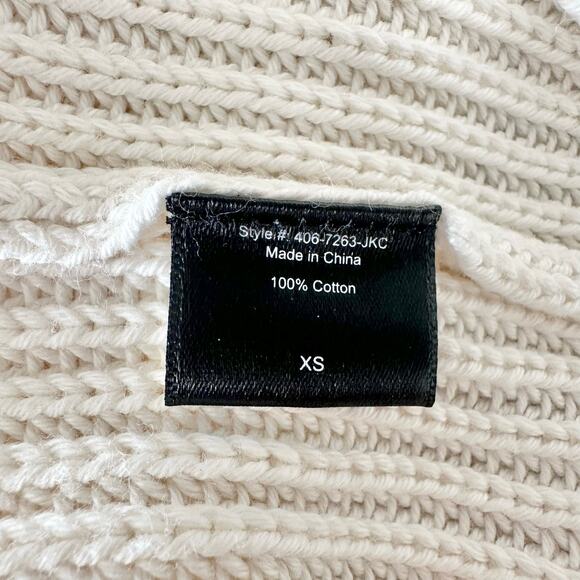 Style #: 406-7263-JKC
Made in China
100% Cotton
XS